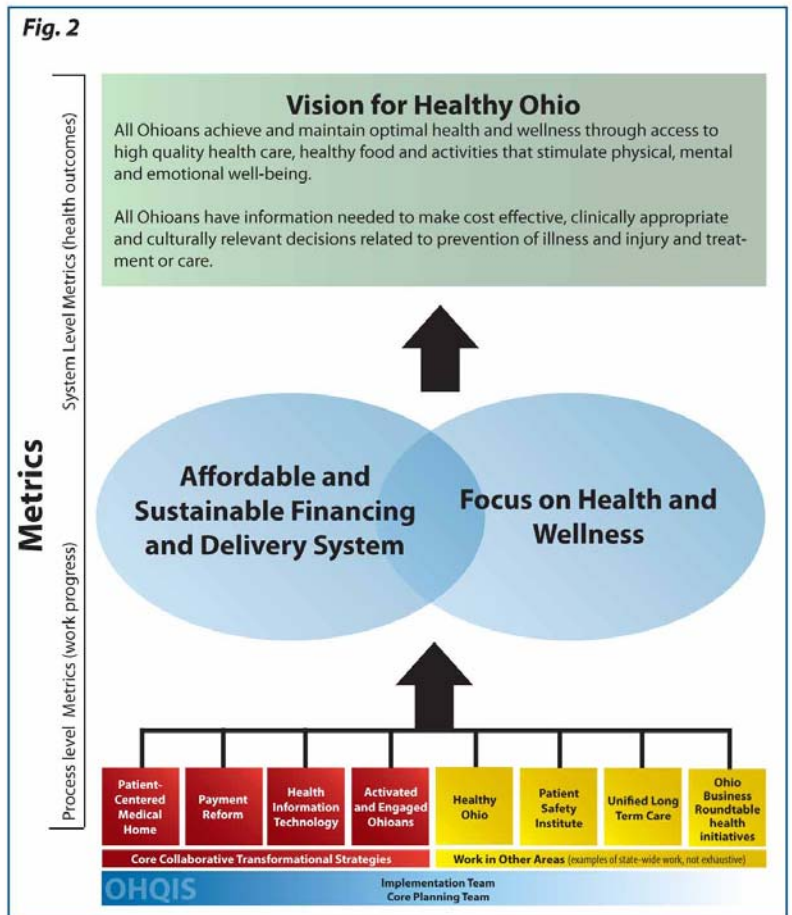 Fig. 2
Vision for Healthy Ohio
All Ohioans achieve and maintain optimal health and wellness through access to
high quality health care, healthy food and activities that stimulate physical, mental
and emotional well-being.
All Ohioans have information needed to make cost effective, clinically appropriate
and culturally relevant decisions related to prevention of illness and injury and treat-
ment or care.
Metrics
System Level Metrics (health outcomes)
Process level Metrics (work progress)
Affordable and
Sustainable Financing
and Delivery System
Focus on Health and
Wellness
Patient-
Centered
Medical
Home
Payment
Reform
Health
Information
Technology
Activated
and Engaged
Ohioans
Healthy
Ohio
Patient
Safety
Institute
Unified Long
Term Care
Ohio
Business
Roundtable
health
initiatives
Core Collaborative Transformational Strategies
Work in Other Areas (examples of state-wide work, not exhaustive)
OHQIS
Implementation Team
Core Planning Team